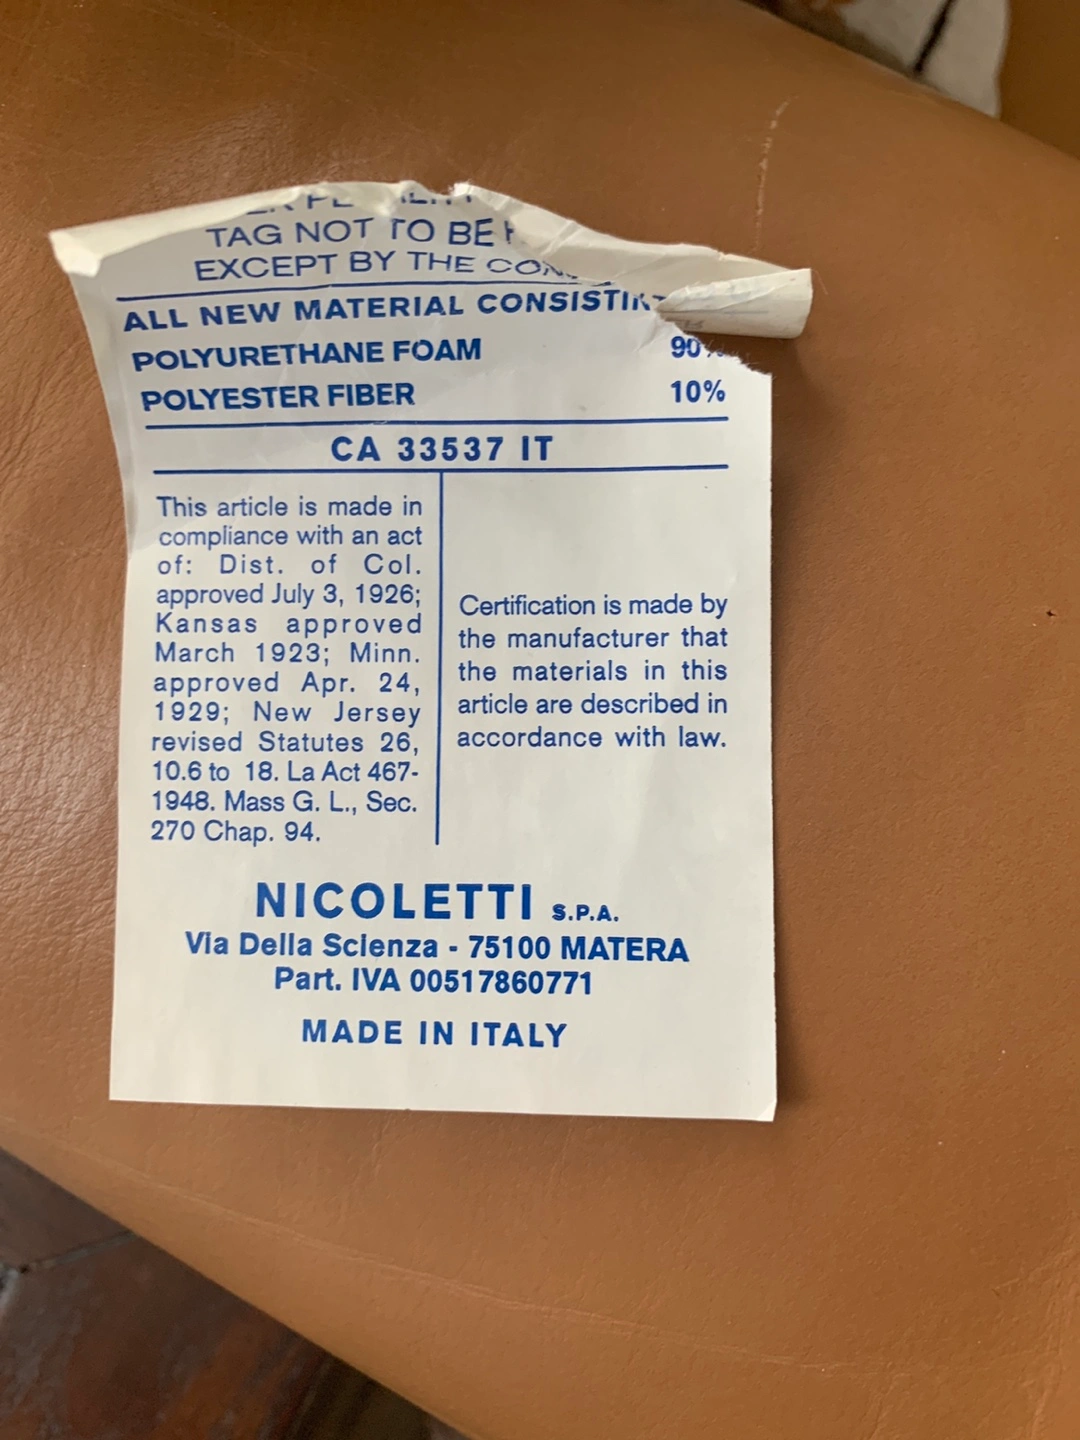 TAG NOT TO BE
EXCEPT BY THE
ALL NEW MATERIAL
POLYURETHANE FOAM
POLYESTER FIBER 10%
CA 33537 IT
This article is made in
compliance with an act
of: Dist. of Col.
approved July 3, 1926;
Kansas approved
March 1923; Minn.
approved Apr. 24,
1929; New Jersey
revised Statutes 26,
10.6 to 18. La Act 467-
1948. Mass G. L., Sec.
270 Chap. 94.
Certification is made by
the manufacturer that
the materials in this
article are described in
accordance with law.
NICOLETTI S.P.A.
Via Della Scienza - 75100 MATERA
Part. IVA 00517860771
MADE IN ITALY